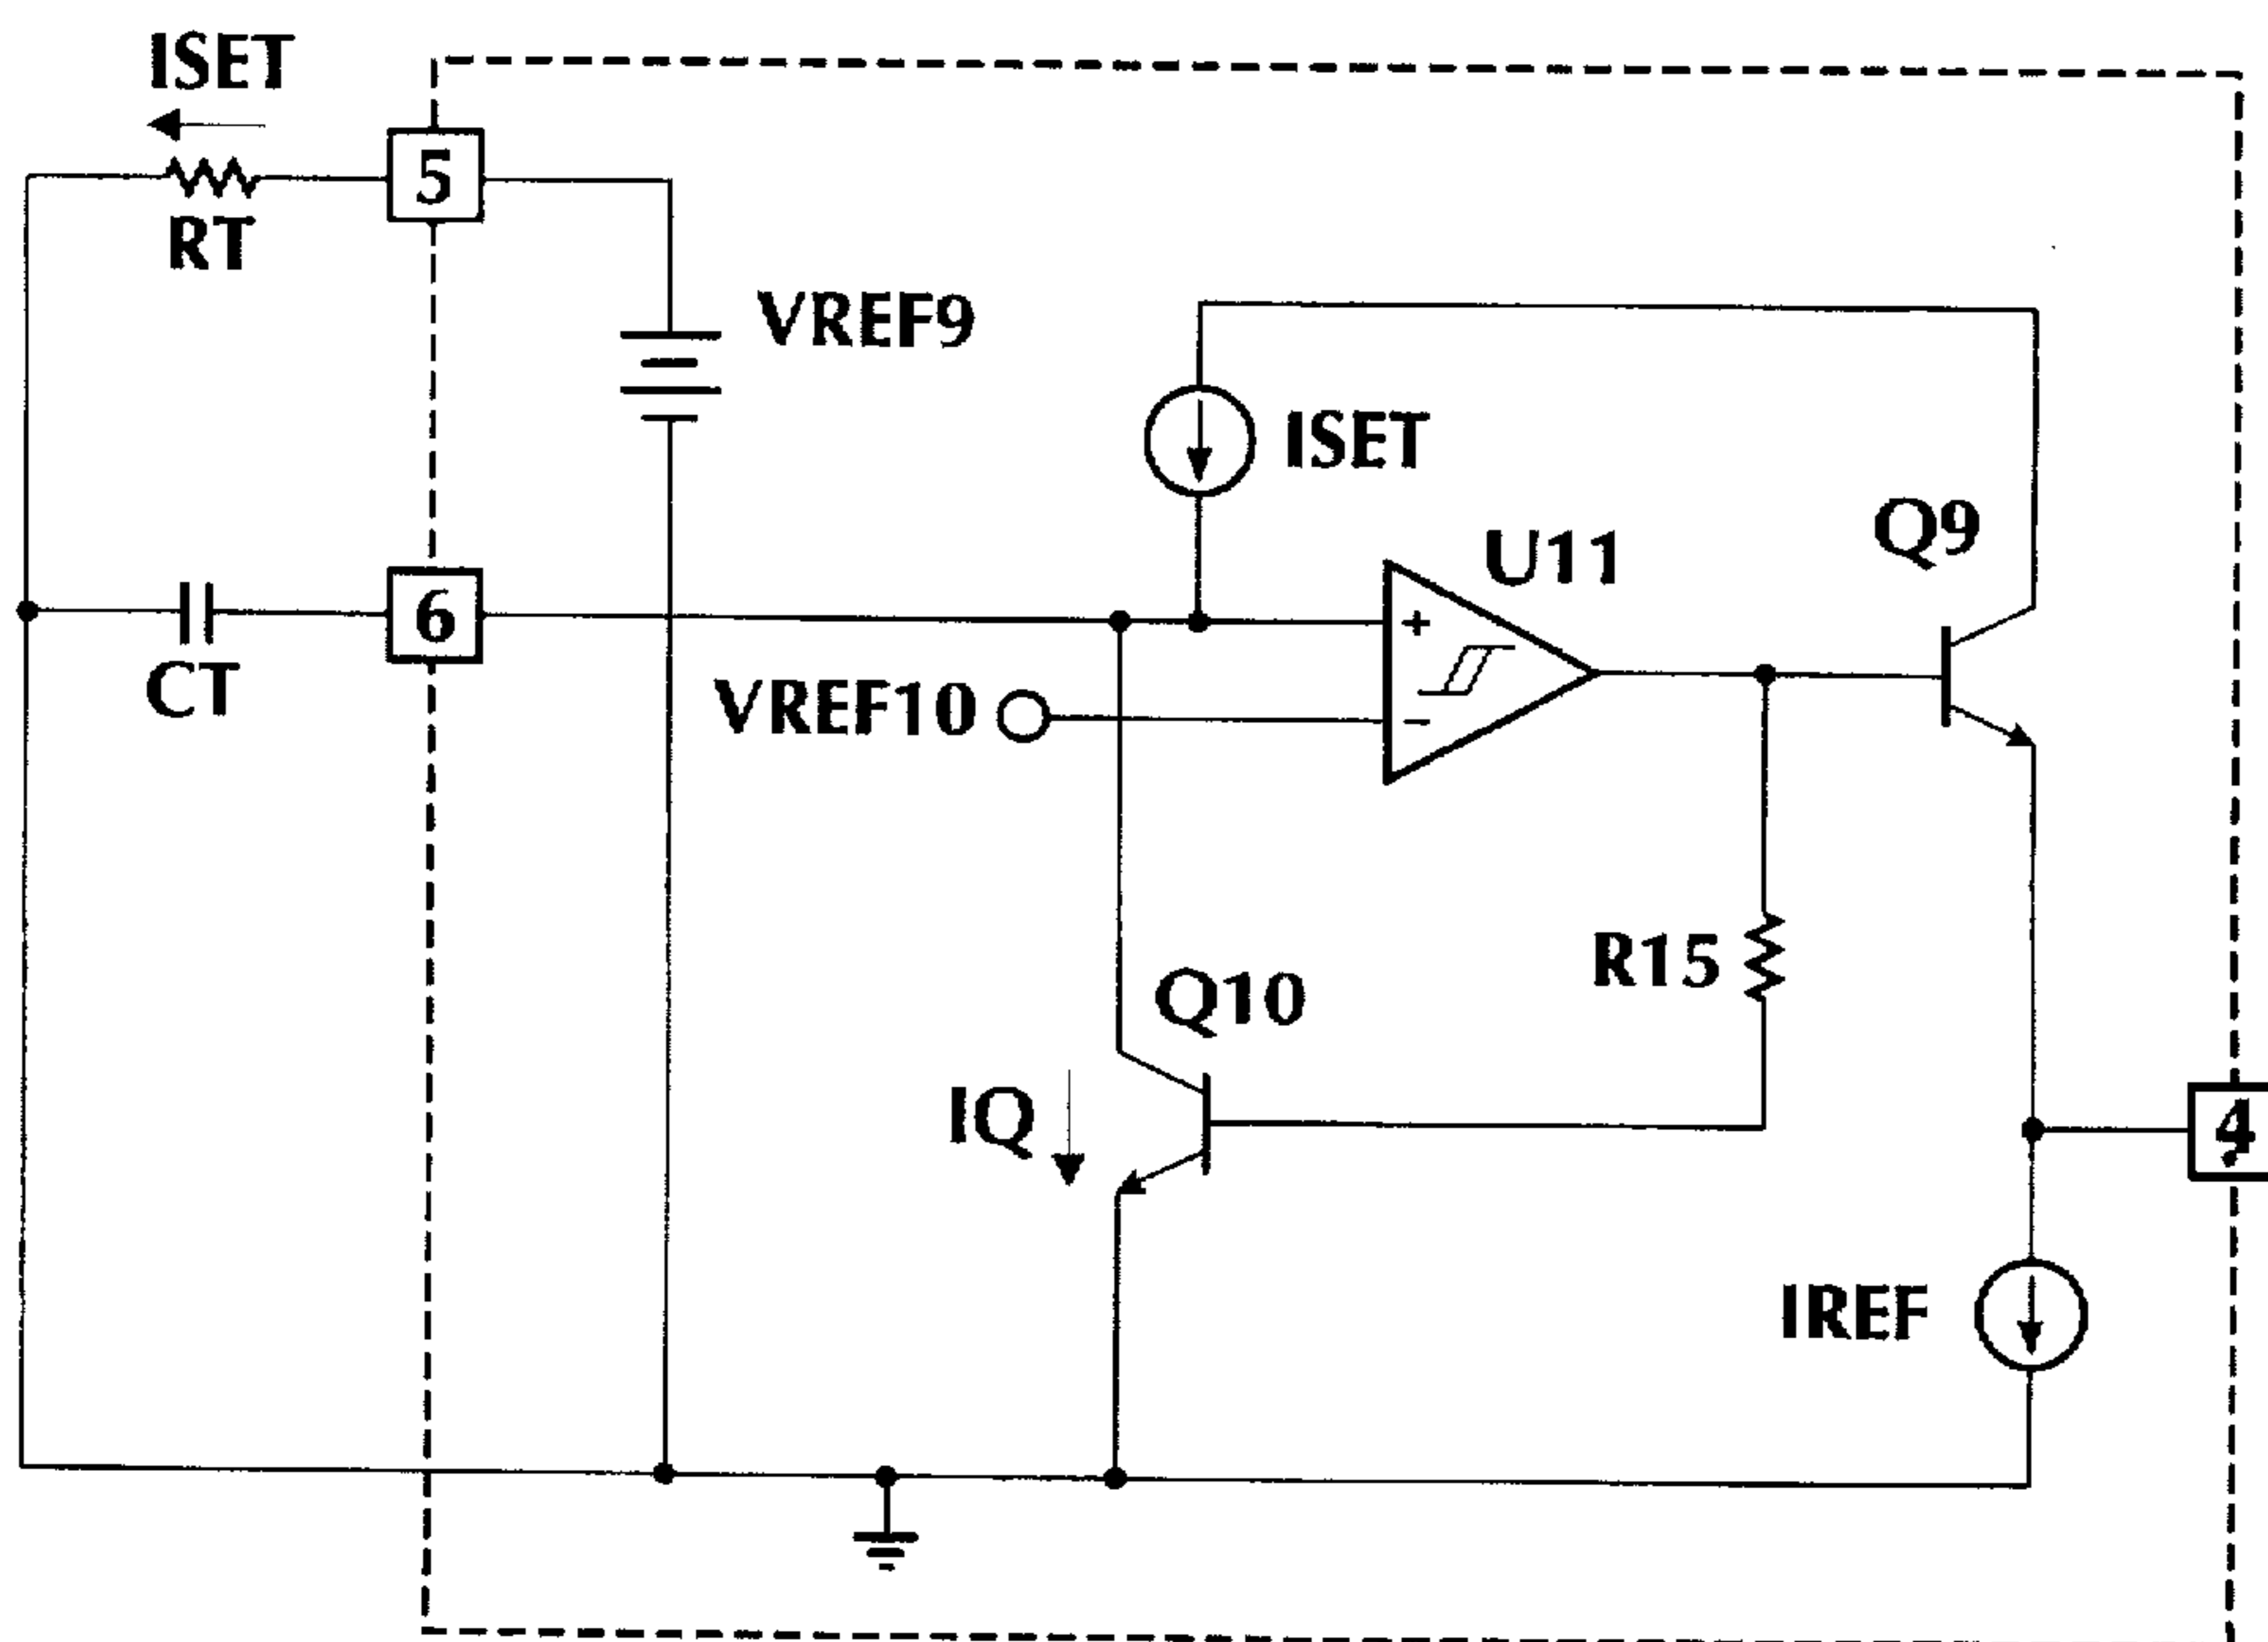 ISET
5
RT
VREF9
ISET
Q9
U11
6
+
CT
VREF10
−
R15
Q10
IQ
4
IREF